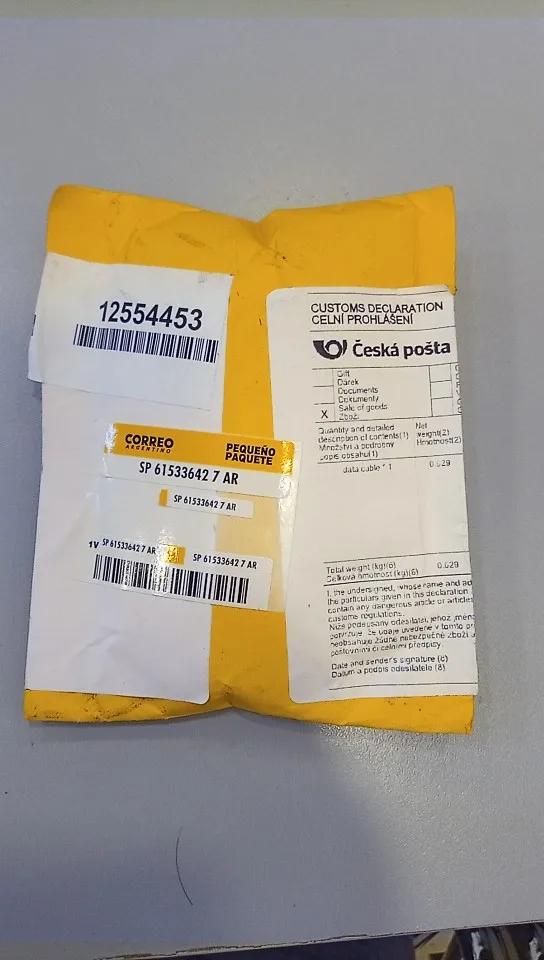 12554453
CORREO
ARGENTINO
PEQUEÑO
PAQUETE
SP 61533642 7 AR
SP 61533642 7 AR
1V SP 61533642 7 AR
SP 61533642 7 AR
CUSTOMS DECLARATION
CELNÍ PROHLÁŠENÍ
Česká pošta
Gift
Dárek
Documents
Dokumenty
X Sale of goods
Zboží
Quantity and detailed
description of contents(1)
Množství a podrobný
popis obsahu(1)
Net
weight(2)
Hmotnost(2)
data cable * 1
0.029
Total weight (kg)(6)
Celková hmotnost (kg)(6)
0.029
I, the undersigned, whose name and ad
the particulars given in this declaration
contain any dangerous article or articles
customs regulations.
Níže podepsaný odesílatel, jehož jméno
potvrzuje, že údaje uvedené v tomto pr
neobsahuje žádné nebezpečné zboží a
poštovními či celními předpisy.
Date and sender's signature (8)
Datum a podpis odesílatele (8)